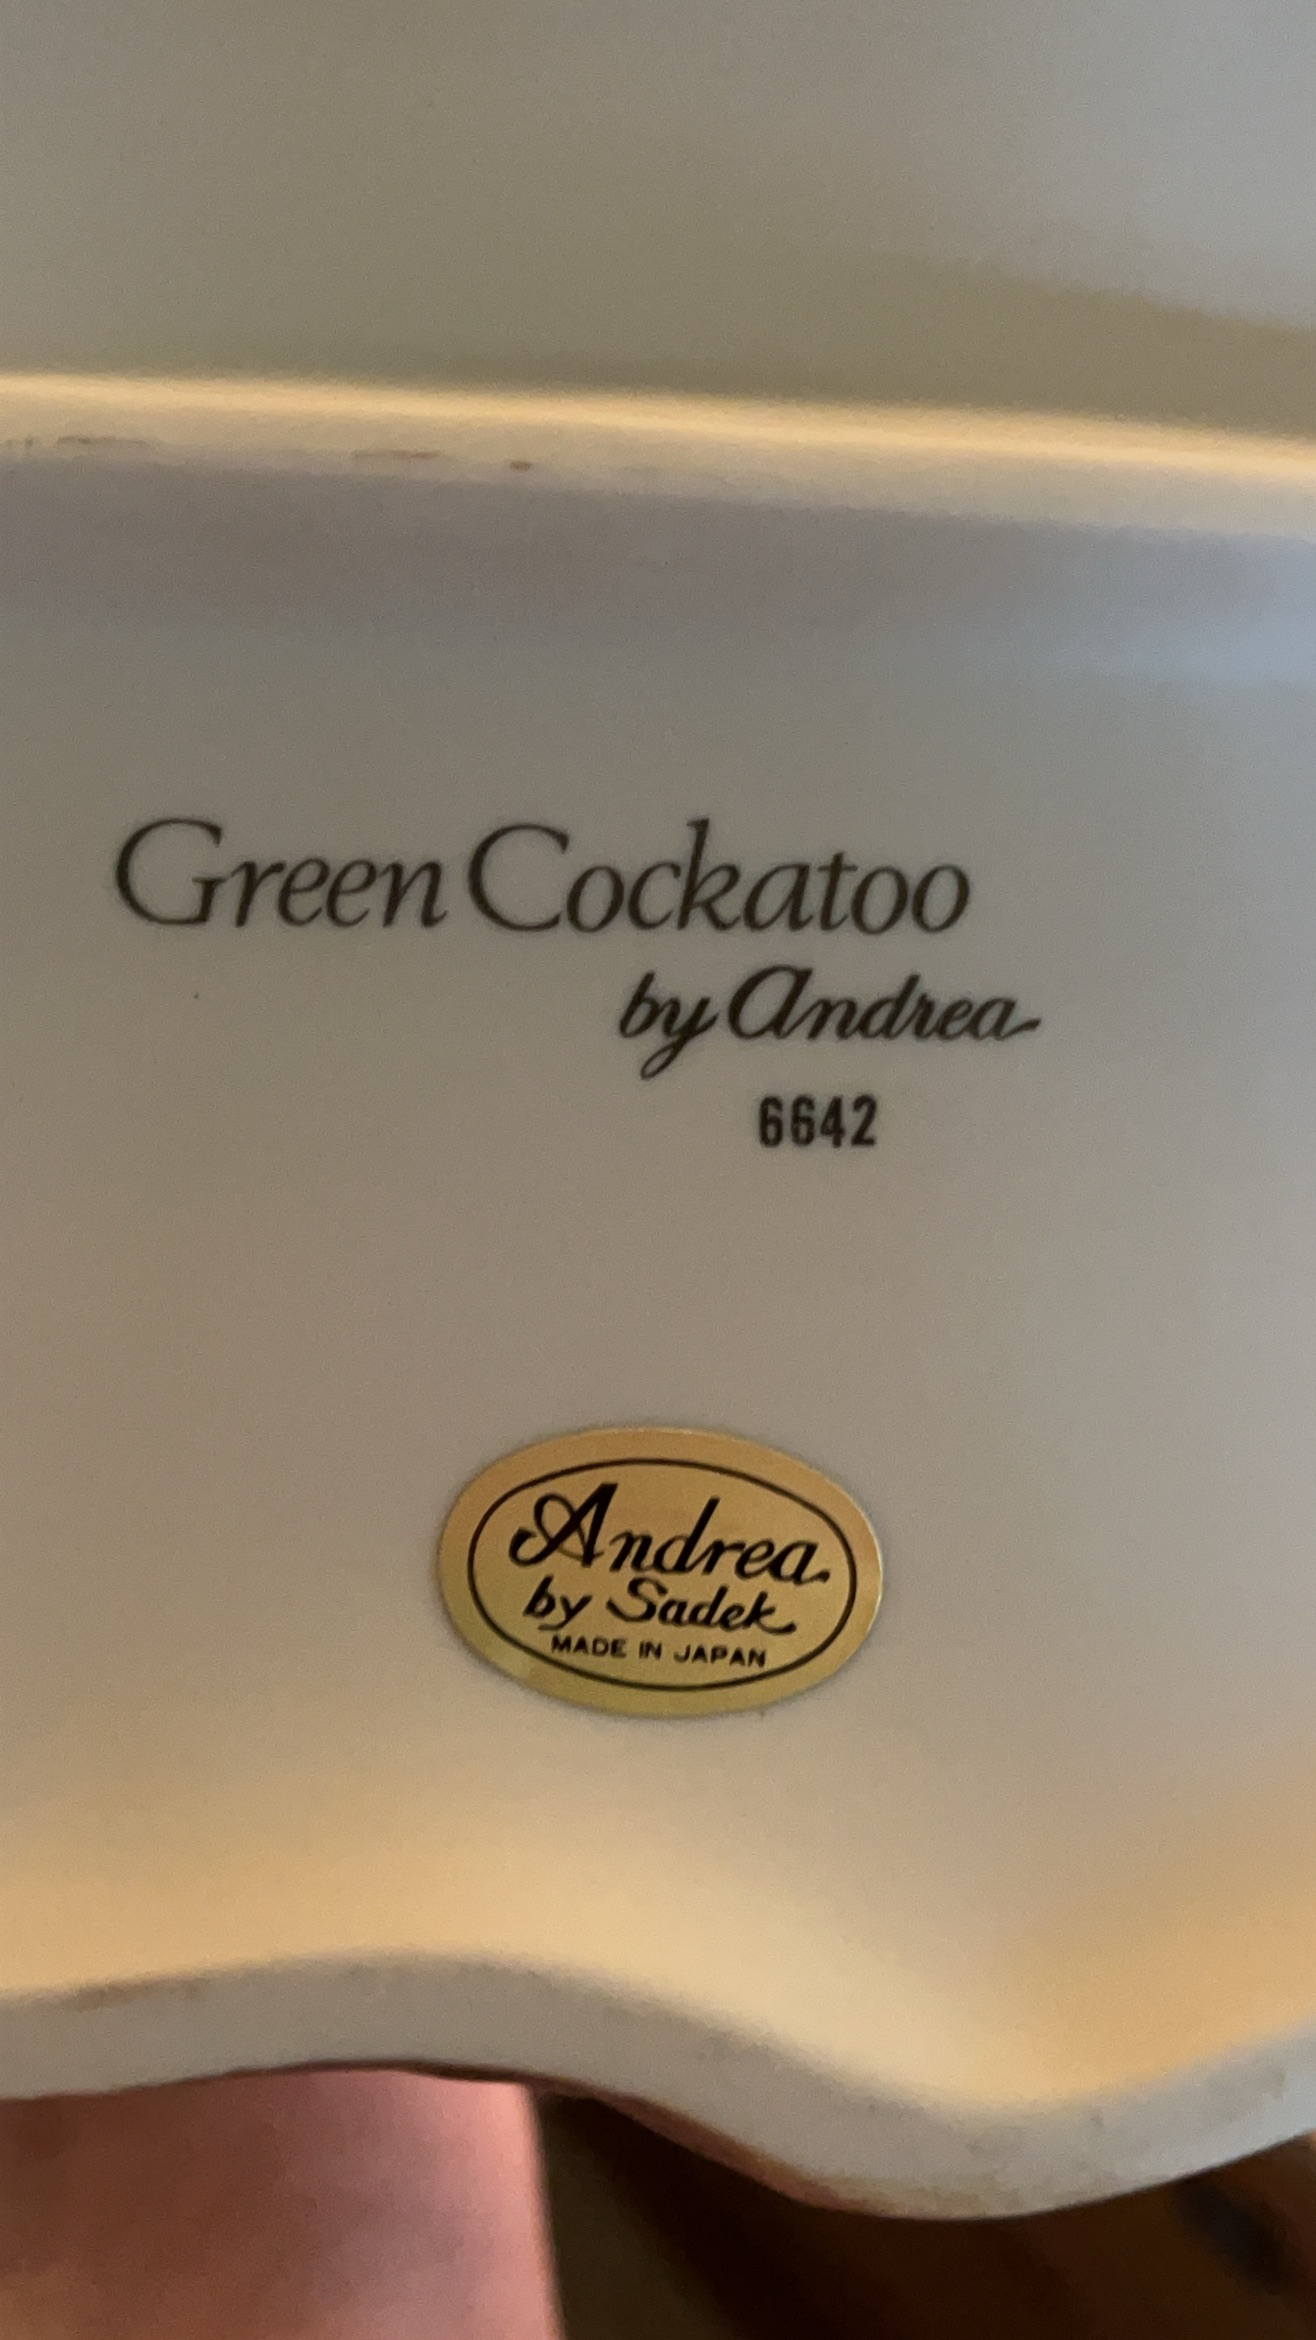 Green Cockatoo
by Andrea
6642
Andrea
by Sadek
MADE IN JAPAN